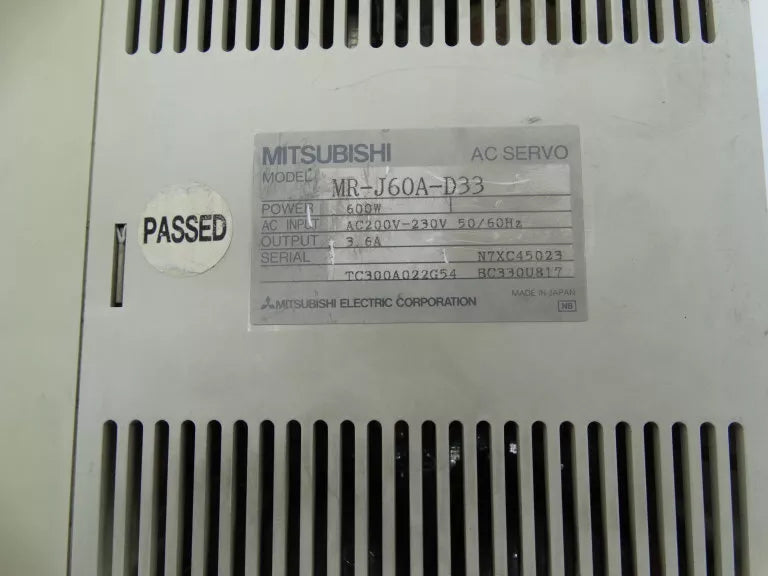 MITSUBISHI AC SERVO
MODEL MR-J60A-D33
POWER 600W
AC INPUT AC200V-230V 50/60Hz
OUTPUT 3.6A
SERIAL N7XC45023
TC300A022G54 BC330U817
MITSUBISHI ELECTRIC CORPORATION MADE IN JAPAN
NB
PASSED